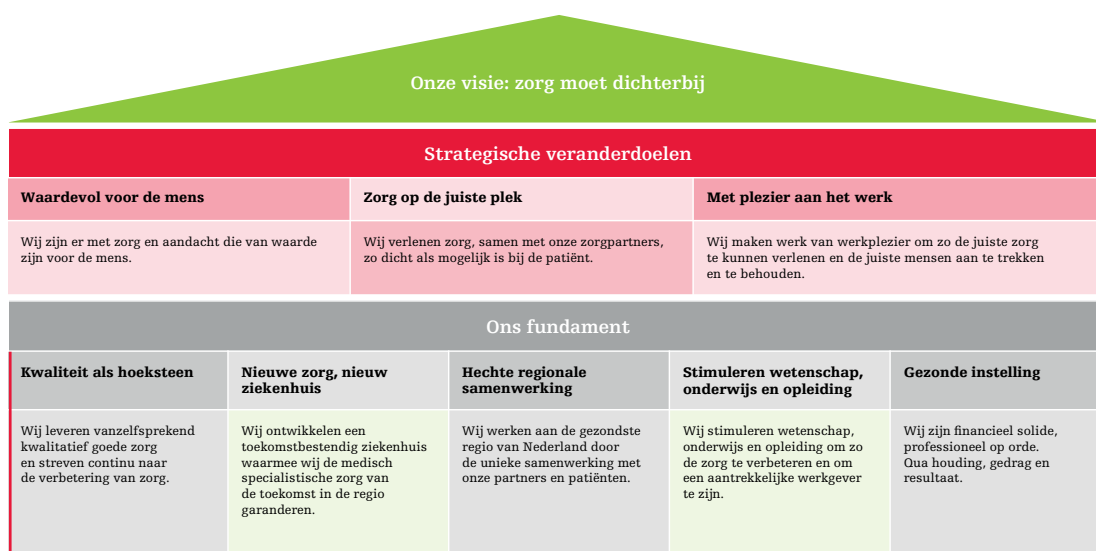 Onze visie: zorg moet dichterbij
Strategische veranderdoelen
Waardevol voor de mens
Wij zijn er met zorg en aandacht die van waarde
zijn voor de mens.
Zorg op de juiste plek
Wij verlenen zorg, samen met onze zorgpartners,
zo dicht als mogelijk is bij de patiënt.
Met plezier aan het werk
Wij maken werk van werkplezier om zo de juiste zorg
te kunnen verlenen en de juiste mensen aan te trekken
en te behouden.
Ons fundament
Kwaliteit als hoeksteen
Wij leveren vanzelfsprekend
kwalitatief goede zorg
en streven continu naar
de verbetering van zorg.
Nieuwe zorg, nieuw
ziekenhuis
Wij ontwikkelen een
toekomstbestendig ziekenhuis
waarmee wij de medisch
specialistische zorg van
de toekomst in de regio
garanderen.
Hechte regionale
samenwerking
Wij werken aan de gezondste
regio van Nederland door
de unieke samenwerking met
onze partners en patiënten.
Stimuleren wetenschap,
onderwijs en opleiding
Wij stimuleren wetenschap,
onderwijs en opleiding om zo
de zorg te verbeteren en om
een aantrekkelijke werkgever
te zijn.
Gezonde instelling
Wij zijn financieel solide,
professioneel op orde.
Qua houding, gedrag en
resultaat.